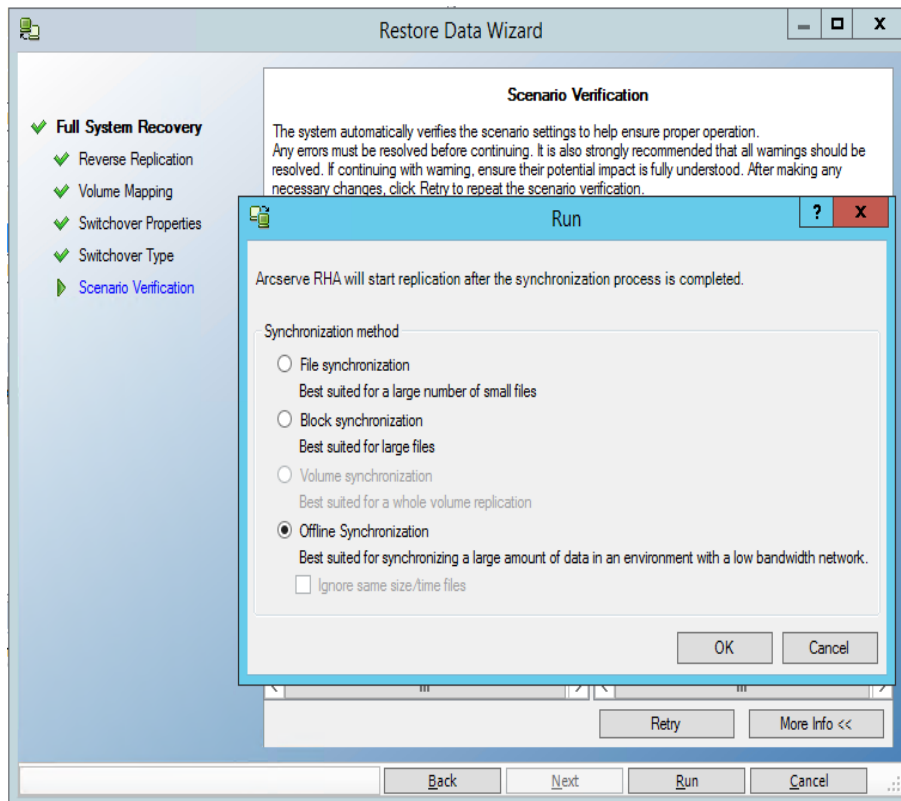 Restore Data Wizard
Full System Recovery
Reverse Replication
Volume Mapping
Switchover Properties
Switchover Type
Scenario Verification
Scenario Verification
The system automatically verifies the scenario settings to help ensure proper operation.
Any errors must be resolved before continuing. It is also strongly recommended that all warnings should be
resolved. If continuing with warning, ensure their potential impact is fully understood. After making any
necessary changes, click Retry to repeat the scenario verification.
Run
?
x
Arcserve RHA will start replication after the synchronization process is completed.
Synchronization method
File synchronization
Best suited for a large number of small files
Block synchronization
Best suited for large files
Volume synchronization
Best suited for a whole volume replication
Offline Synchronization
Best suited for synchronizing a large amount of data in an environment with a low bandwidth network.
Ignore same size/time files
OK Cancel
Retry More Info <<
Back Next Run Cancel